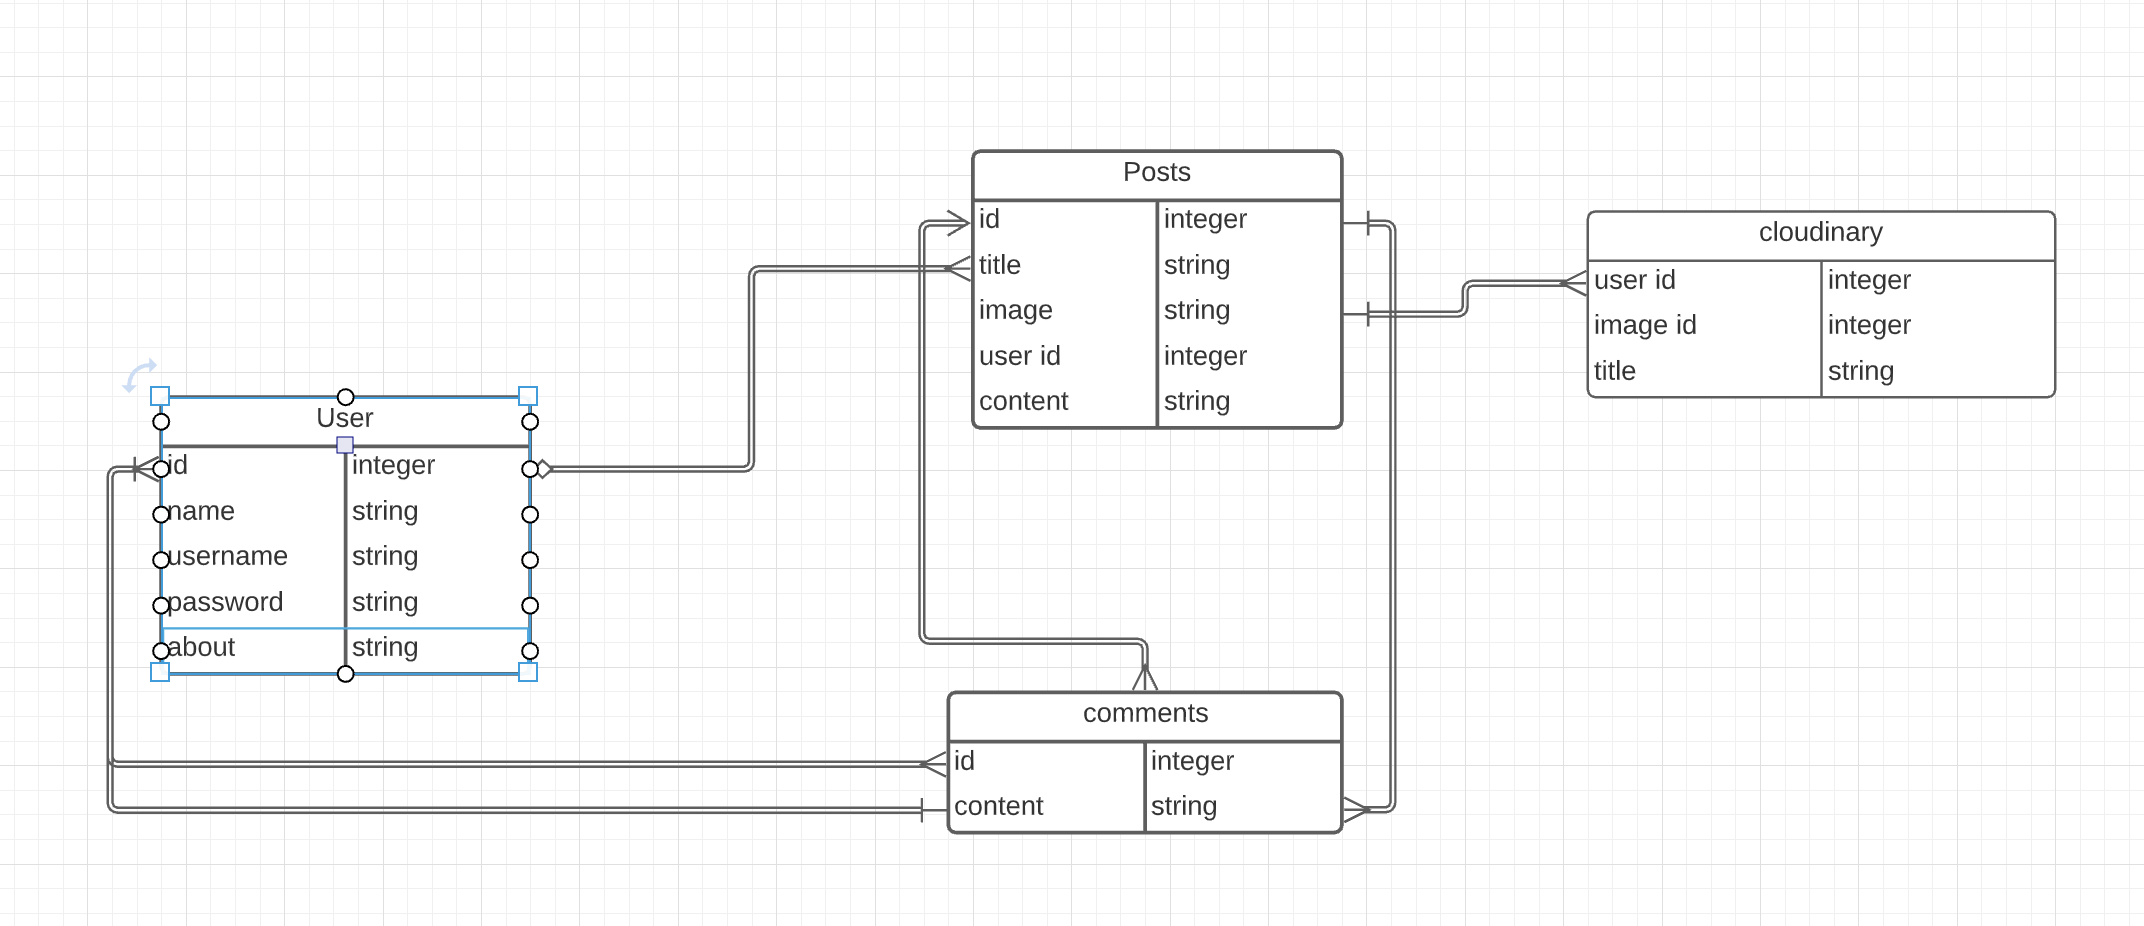 Posts
id integer
title string
image string
user id integer
content string
cloudinary
user id integer
image id integer
title string
User
id integer
name string
username string
password string
about string
comments
id integer
content string